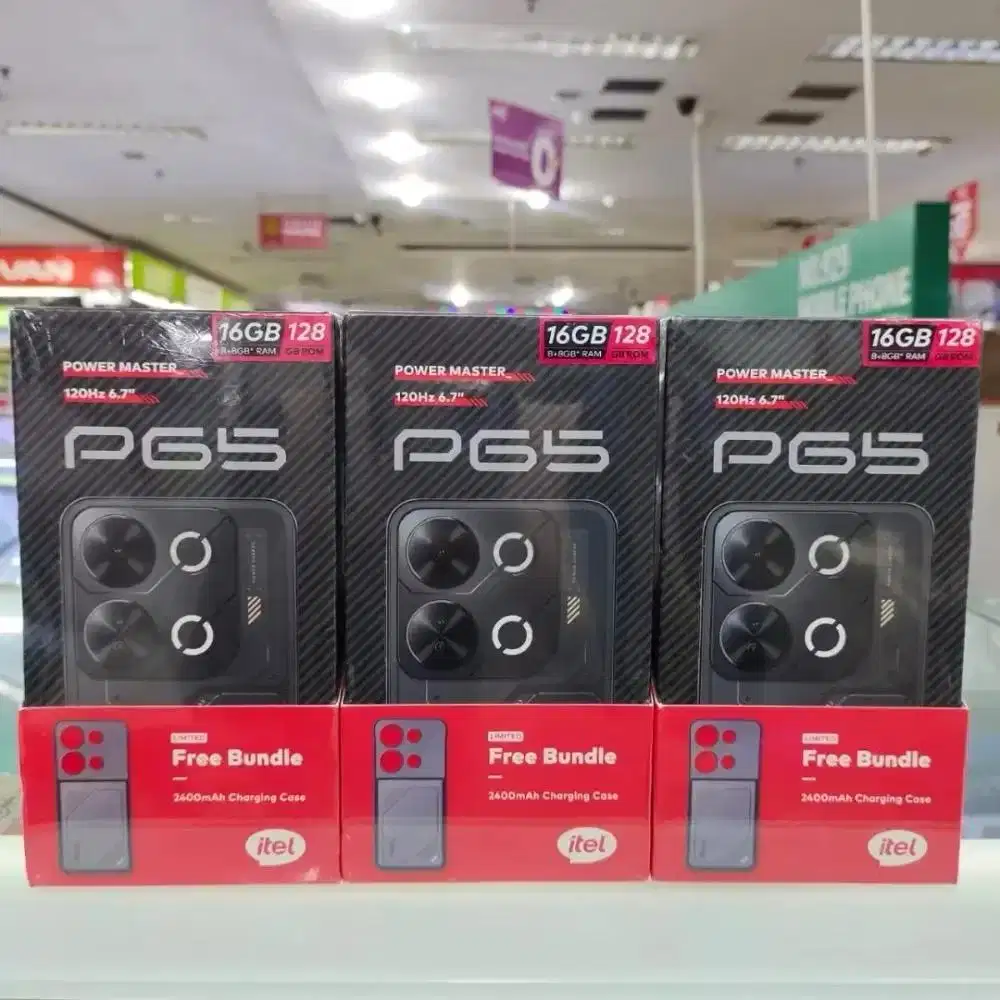 VAN
MOBILE PHONE
16GB 128
8+8GB* RAM GB ROM
POWER MASTER
120Hz 6.7"
P65
LIMITED
Free Bundle
2400mAh Charging Case
itel
16GB 128
8+8GB* RAM GB ROM
POWER MASTER
120Hz 6.7"
P65
LIMITED
Free Bundle
2400mAh Charging Case
itel
16GB 128
8+8GB* RAM GB ROM
POWER MASTER
120Hz 6.7"
P65
LIMITED
Free Bundle
2400mAh Charging Case
itel